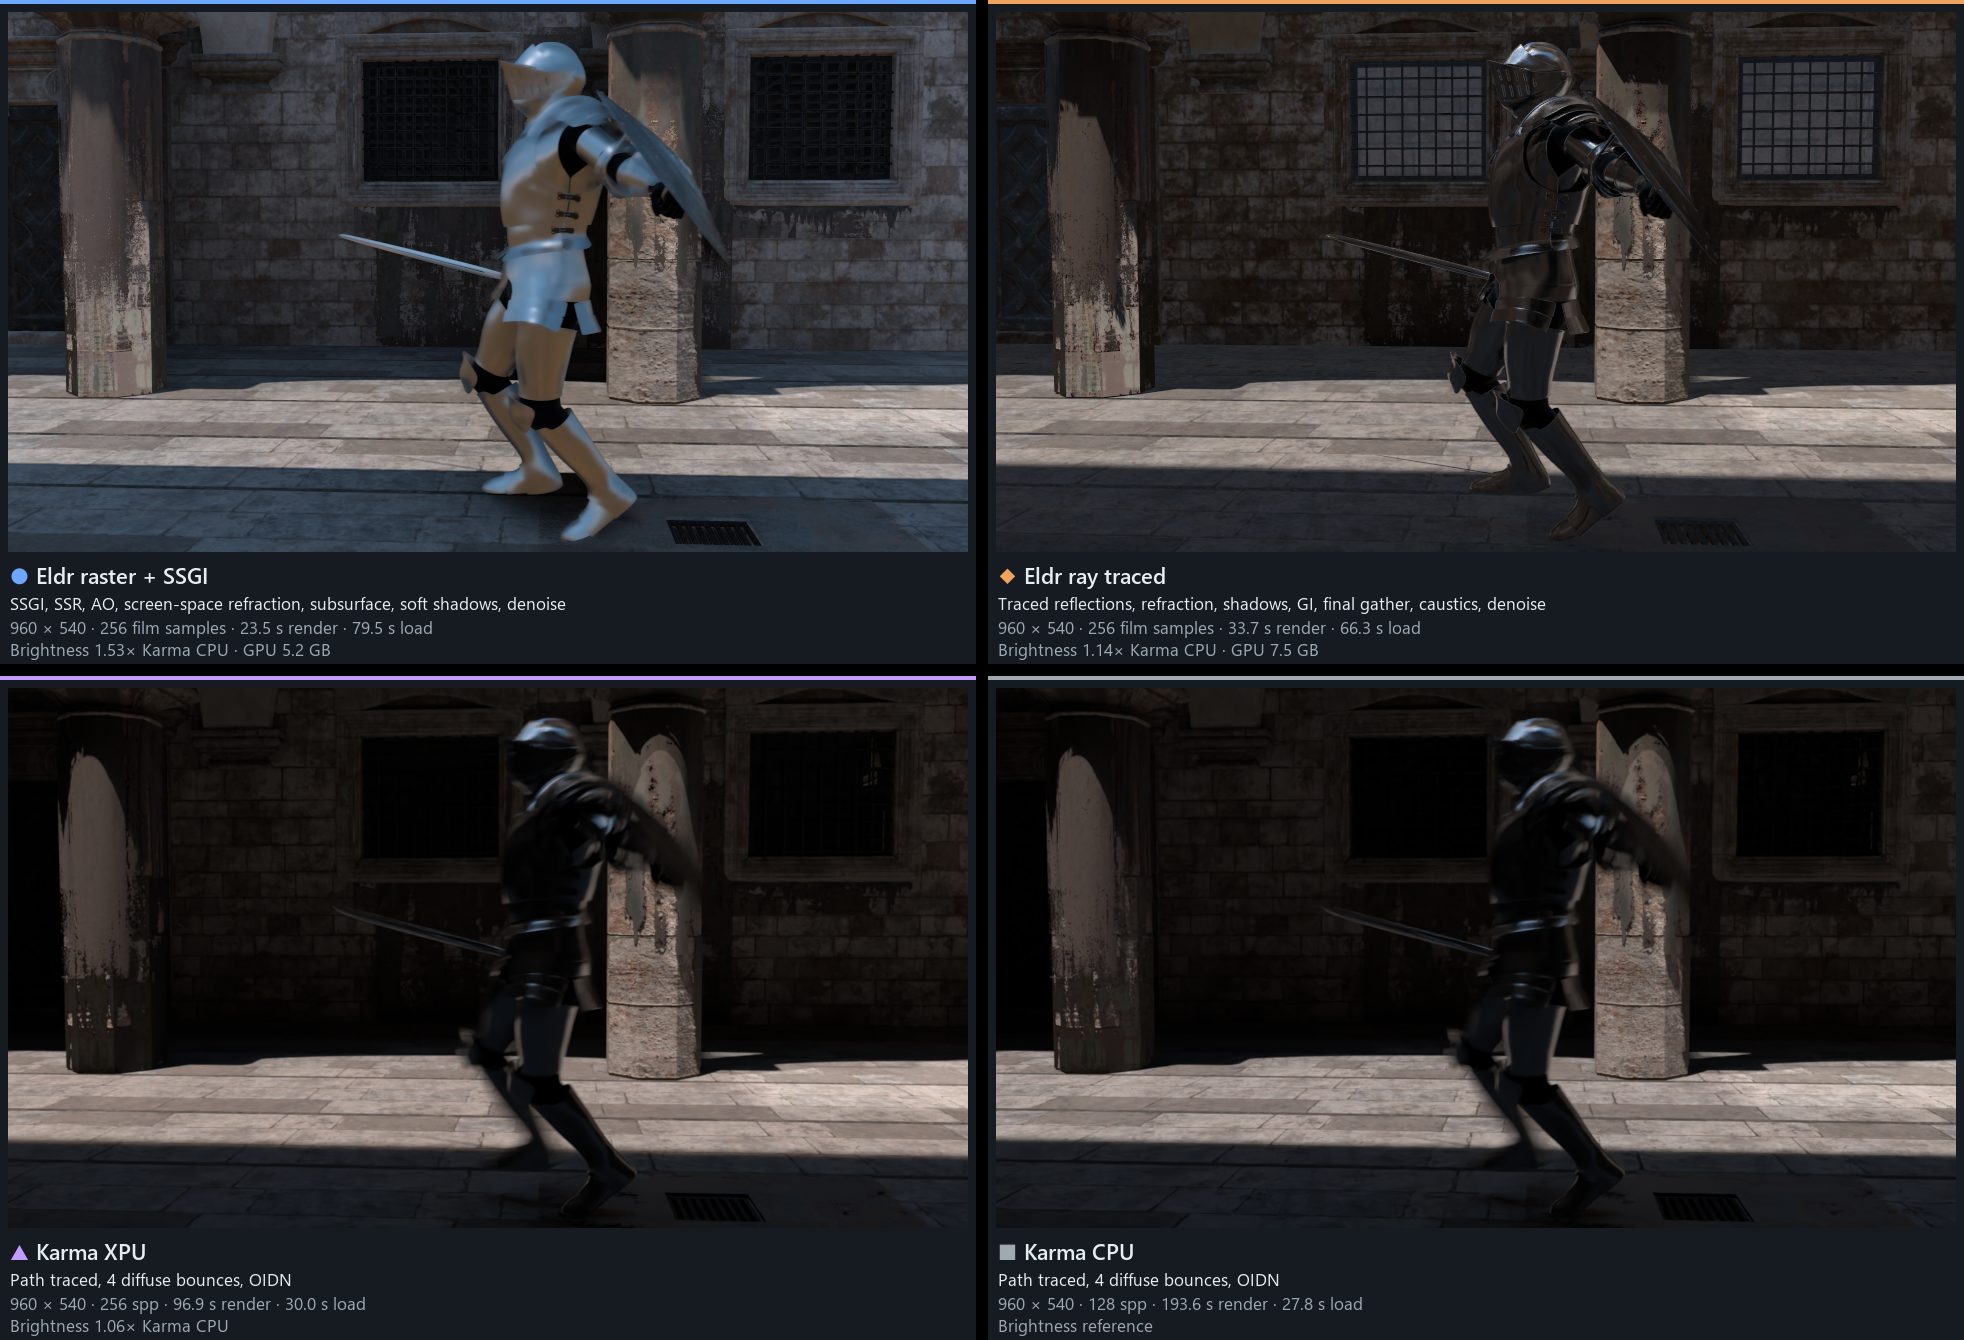 Eldr raster + SSGI
SSGI, SSR, AO, screen-space refraction, subsurface, soft shadows, denoise
960 × 540 · 256 film samples · 23.5 s render · 79.5 s load
Brightness 1.53× Karma CPU · GPU 5.2 GB
Eldr ray traced
Traced reflections, refraction, shadows, GI, final gather, caustics, denoise
960 × 540 · 256 film samples · 33.7 s render · 66.3 s load
Brightness 1.14× Karma CPU · GPU 7.5 GB
Karma XPU
Path traced, 4 diffuse bounces, OIDN
960 × 540 · 256 spp · 96.9 s render · 30.0 s load
Brightness 1.06× Karma CPU
Karma CPU
Path traced, 4 diffuse bounces, OIDN
960 × 540 · 128 spp · 193.6 s render · 27.8 s load
Brightness reference